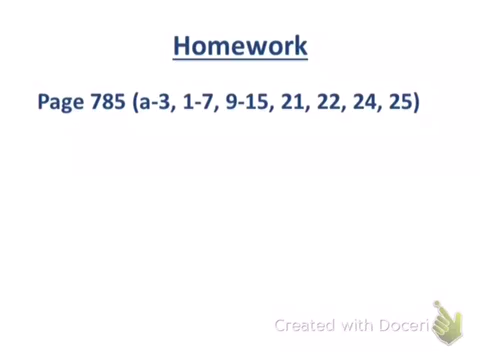 Homework
Page 785 (a-3, 1-7, 9-15, 21, 22, 24, 25)
Created with Doceri